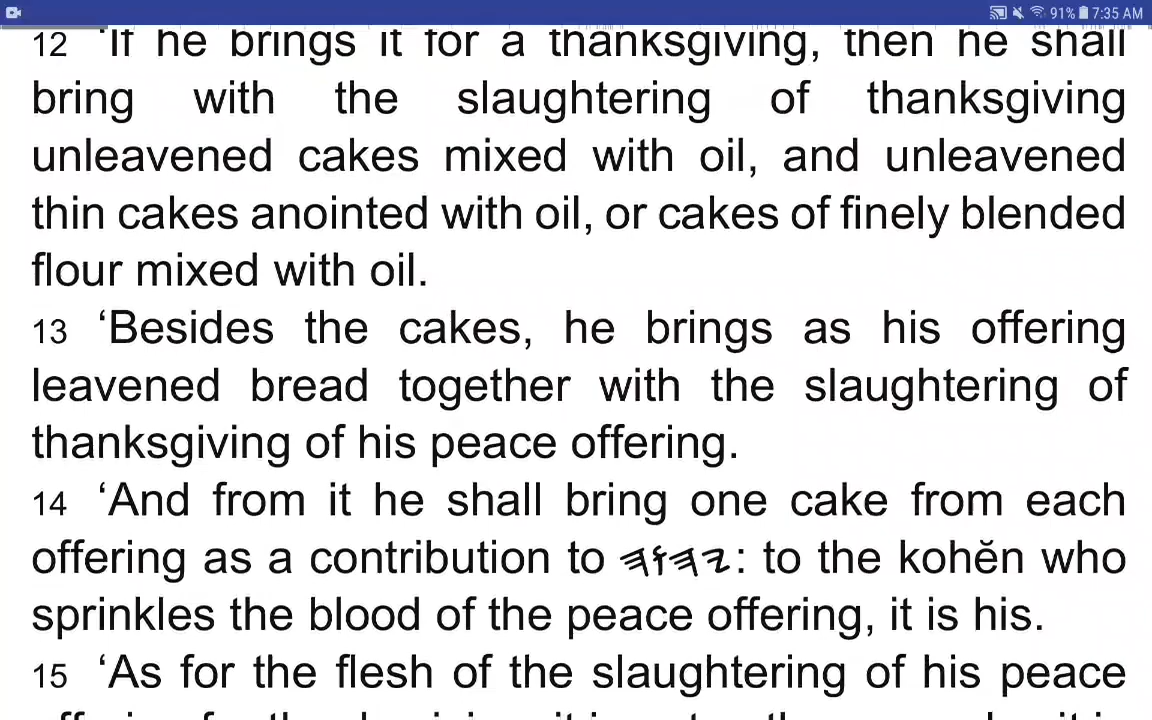 91% 7:35 AM
12 ‘If he brings it for a thanksgiving, then he shall
bring with the slaughtering of thanksgiving
unleavened cakes mixed with oil, and unleavened
thin cakes anointed with oil, or cakes of finely blended
flour mixed with oil.
13 ‘Besides the cakes, he brings as his offering
leavened bread together with the slaughtering of
thanksgiving of his peace offering.
14 ‘And from it he shall bring one cake from each
offering as a contribution to 𐤉𐤄𐤅𐤄: to the kohĕn who
sprinkles the blood of the peace offering, it is his.
15 ‘As for the flesh of the slaughtering of his peace